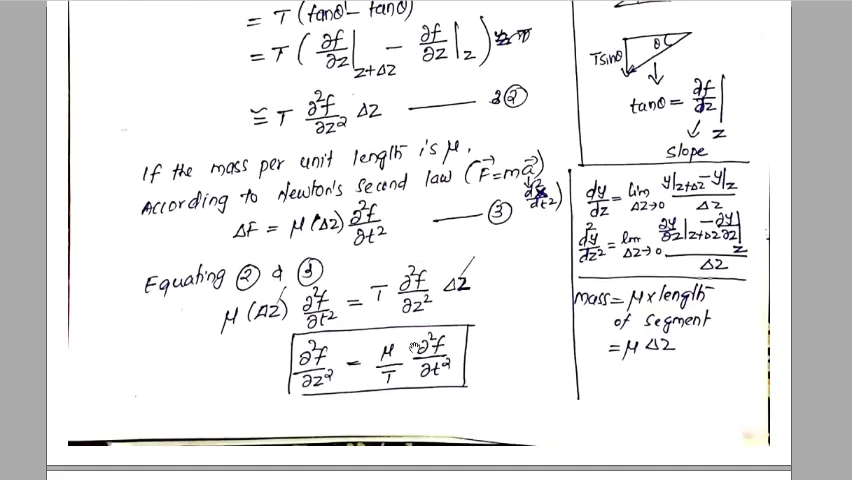 = T (tanθ' - tanθ)
= T ( ∂f/∂z |z+Δz - ∂f/∂z |z )
≅ T ∂²f/∂z² Δz —— ②
If the mass per unit length is μ,
According to Newton's second law (F⃗ = ma⃗)
ΔF = μ(Δz) ∂²f/∂t² —— ③
Equating ② & ③
μ (Δz) ∂²f/∂t² = T ∂²f/∂z² Δz
∂²f/∂z² = μ/T ∂²f/∂t²
Tsinθ
θ
tanθ = ∂f/∂z |z
slope
dy/dz = lim Δz→0 y|z+Δz - y|z / Δz
d²y/dz² = lim Δz→0 ∂y/∂z|z+Δz - ∂y/∂z|z / Δz
mass = μ x length
of segment
= μ Δz